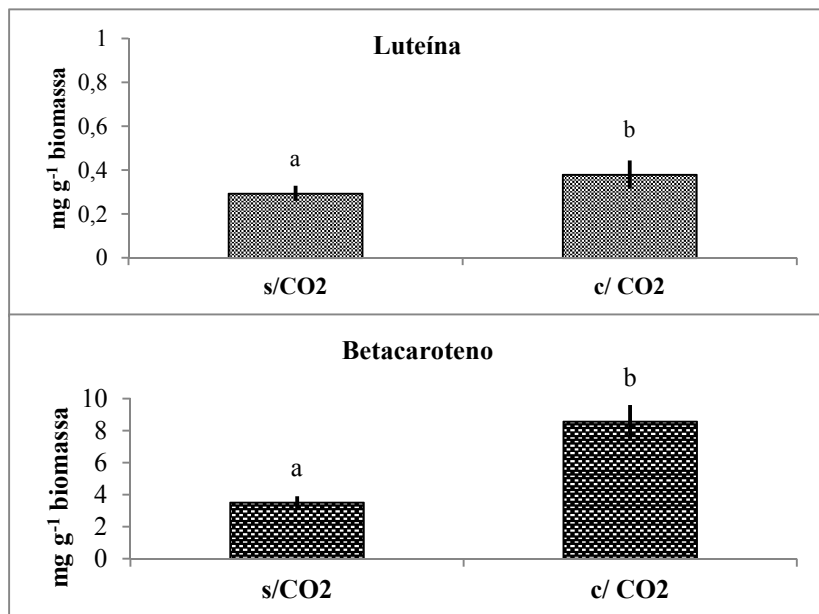 Luteína
mg g⁻¹ biomassa
1
0,8
0,6
0,4
0,2
0
a
b
s/CO2
c/ CO2
Betacaroteno
mg g⁻¹ biomassa
10
8
6
4
2
0
a
b
s/CO2
c/ CO2